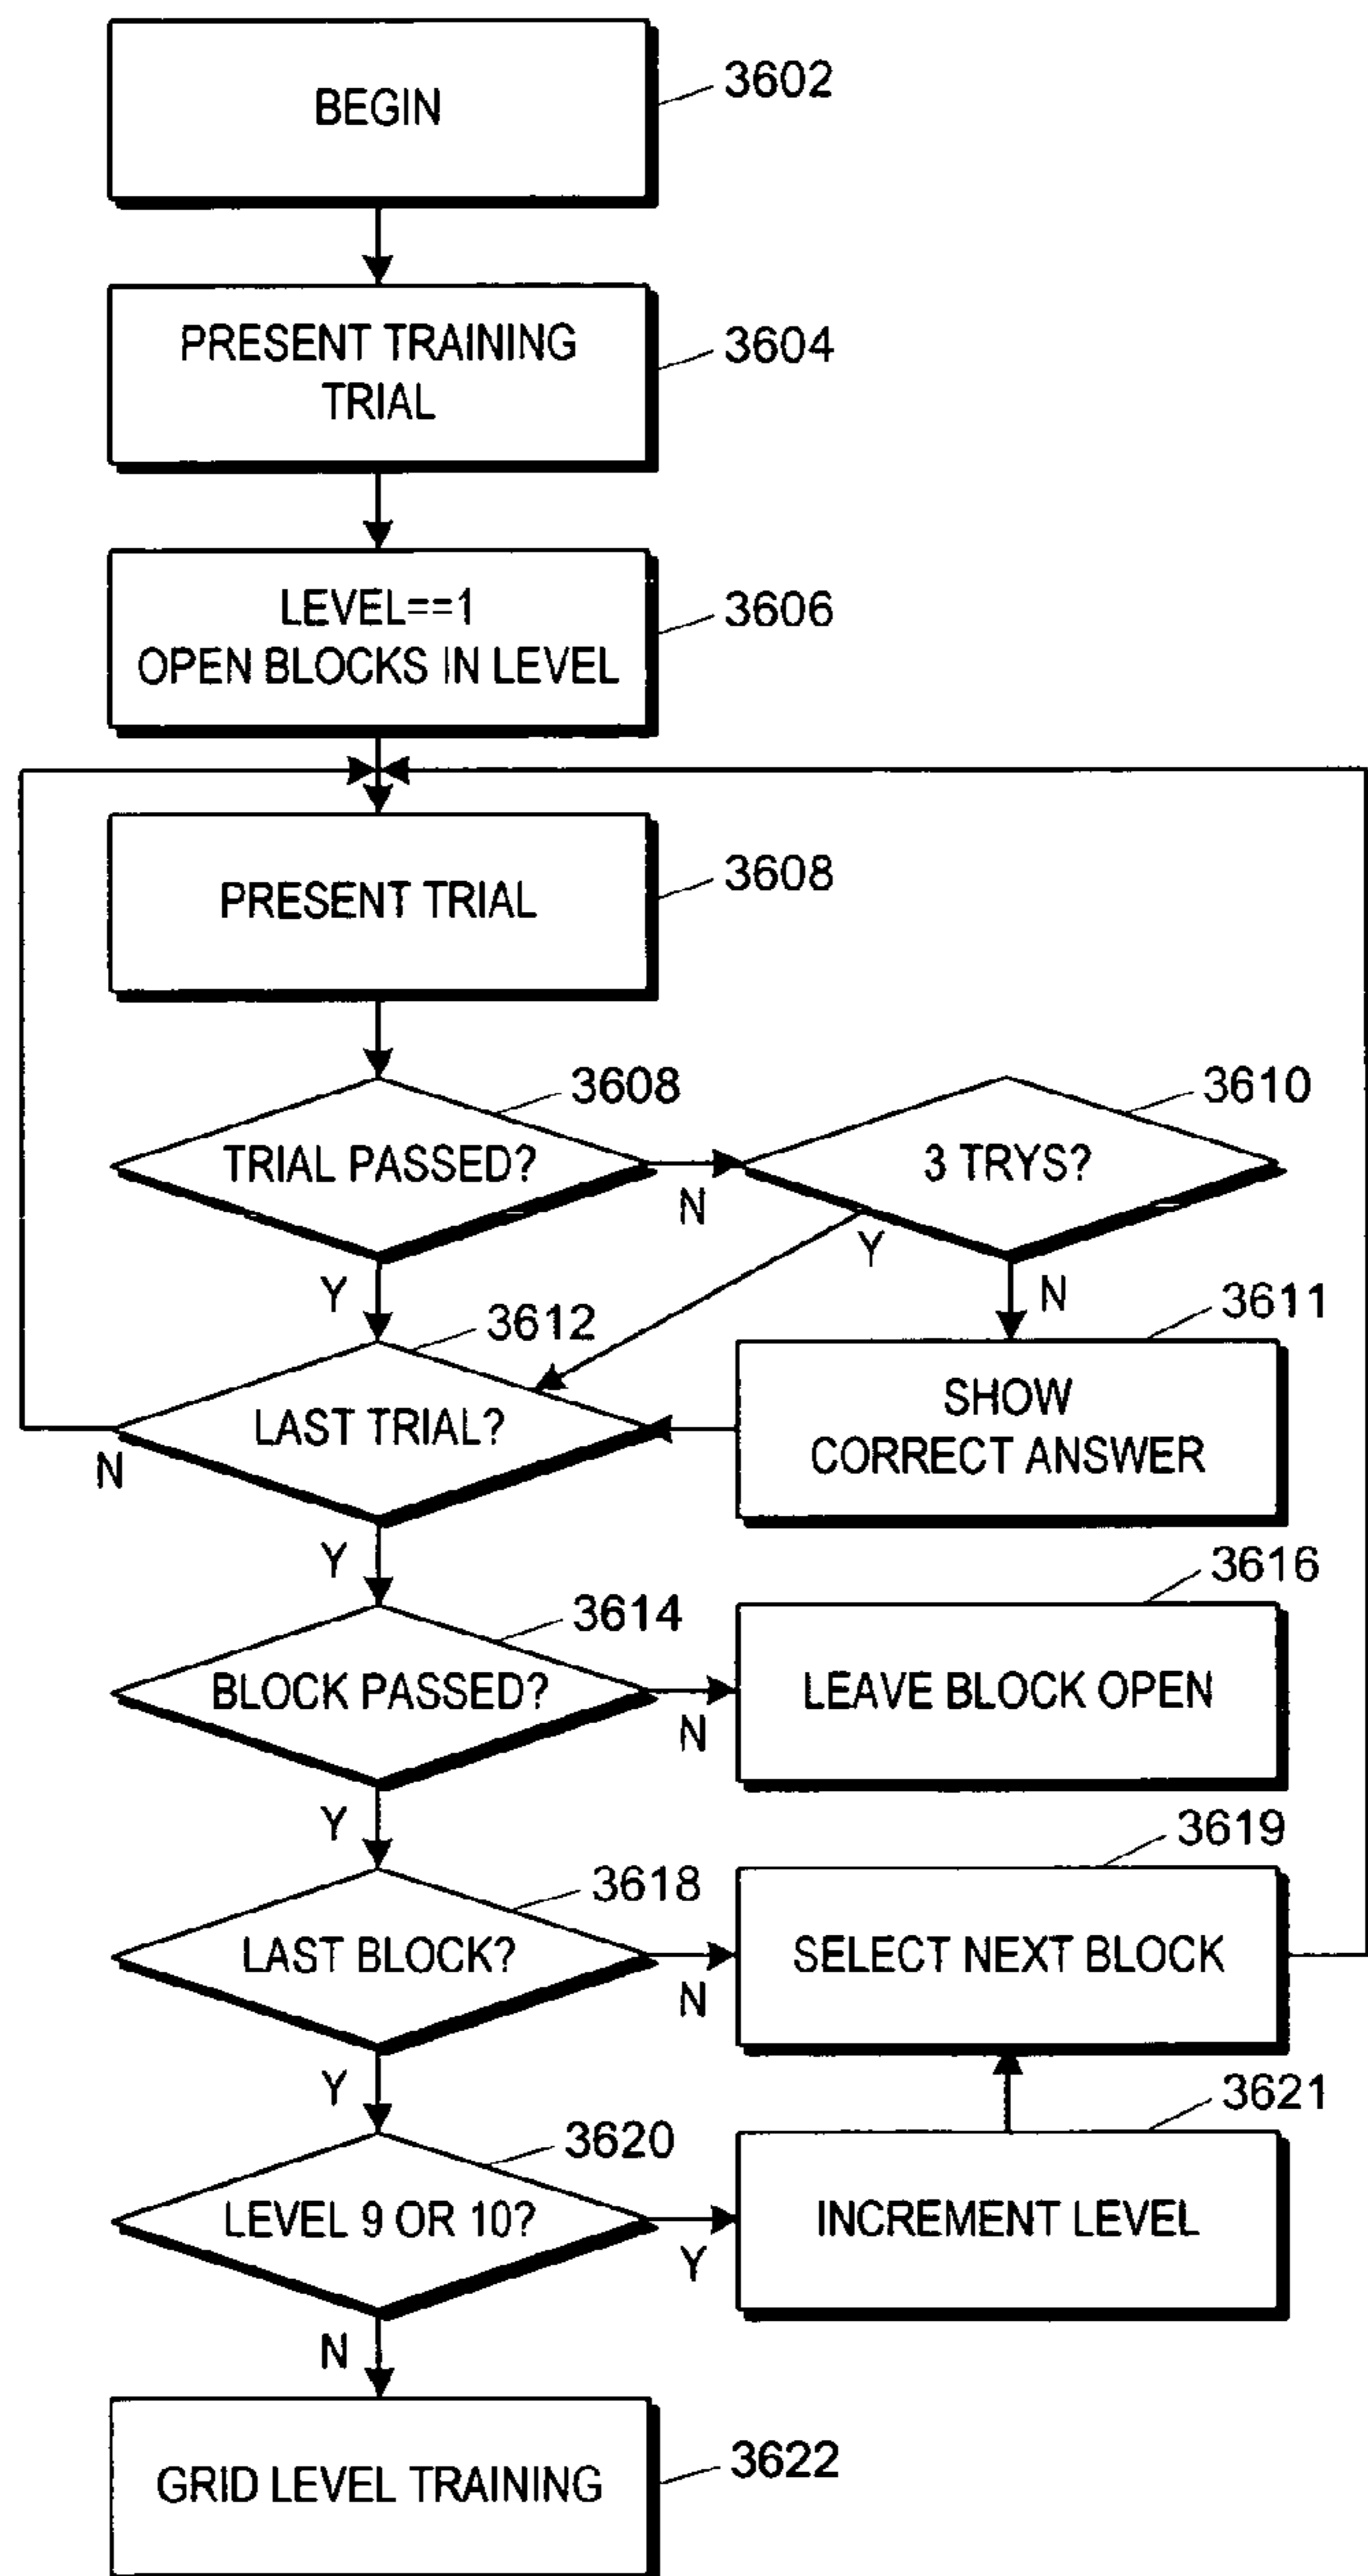 BEGIN
3602
PRESENT TRAINING
TRIAL
3604
LEVEL==1
OPEN BLOCKS IN LEVEL
3606
PRESENT TRIAL
3608
TRIAL PASSED?
3608
N
Y
3 TRYS?
3610
Y
N
SHOW
CORRECT ANSWER
3611
LAST TRIAL?
3612
N
Y
BLOCK PASSED?
3614
N
Y
LEAVE BLOCK OPEN
3616
LAST BLOCK?
3618
N
Y
SELECT NEXT BLOCK
3619
LEVEL 9 OR 10?
3620
Y
N
INCREMENT LEVEL
3621
GRID LEVEL TRAINING
3622